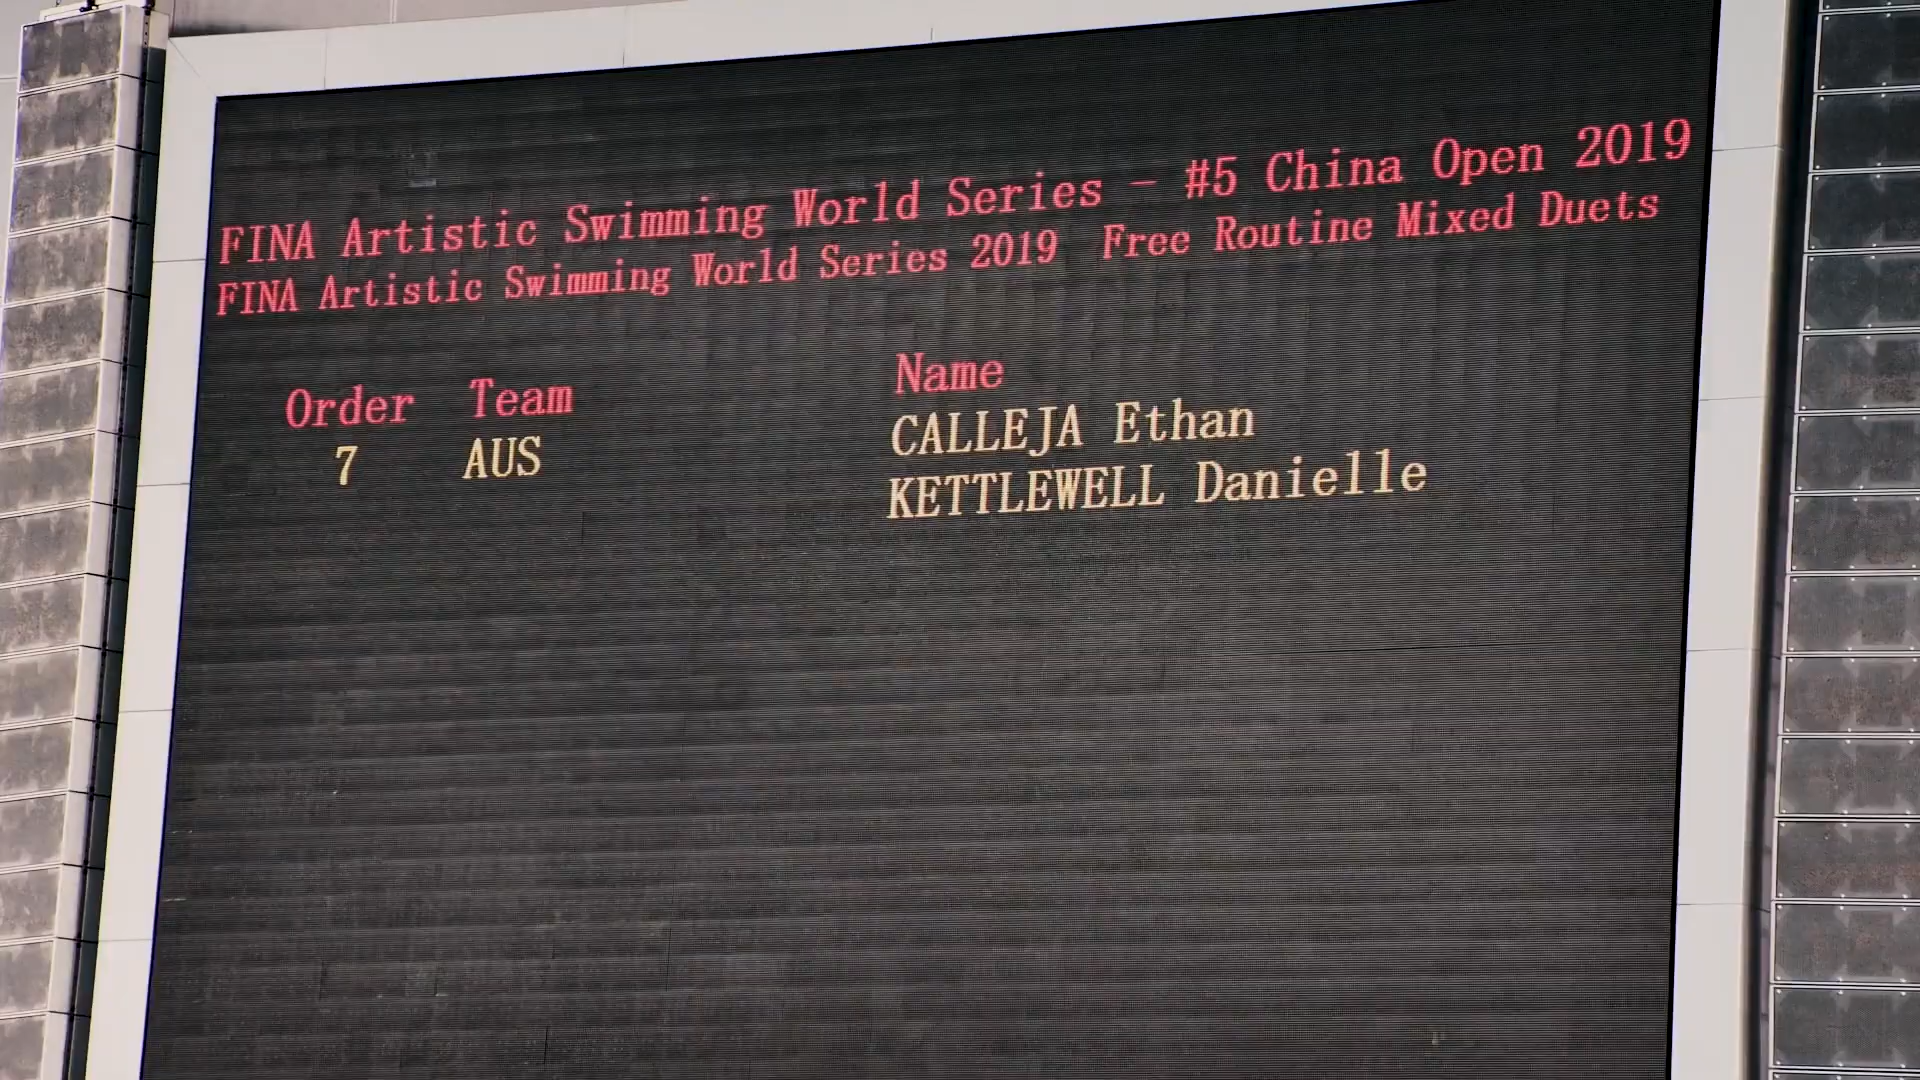 FINA Artistic Swimming World Series - #5 China Open 2019
FINA Artistic Swimming World Series 2019 Free Routine Mixed Duets
Order Team Name
7 AUS CALLEJA Ethan
KETTLEWELL Danielle